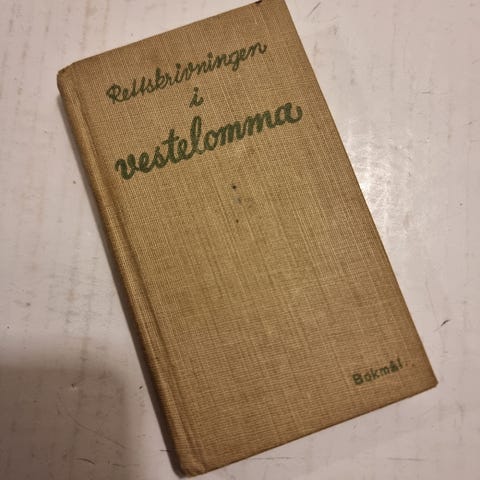 Rettskrivningen
i
vestelomma
Bokmål